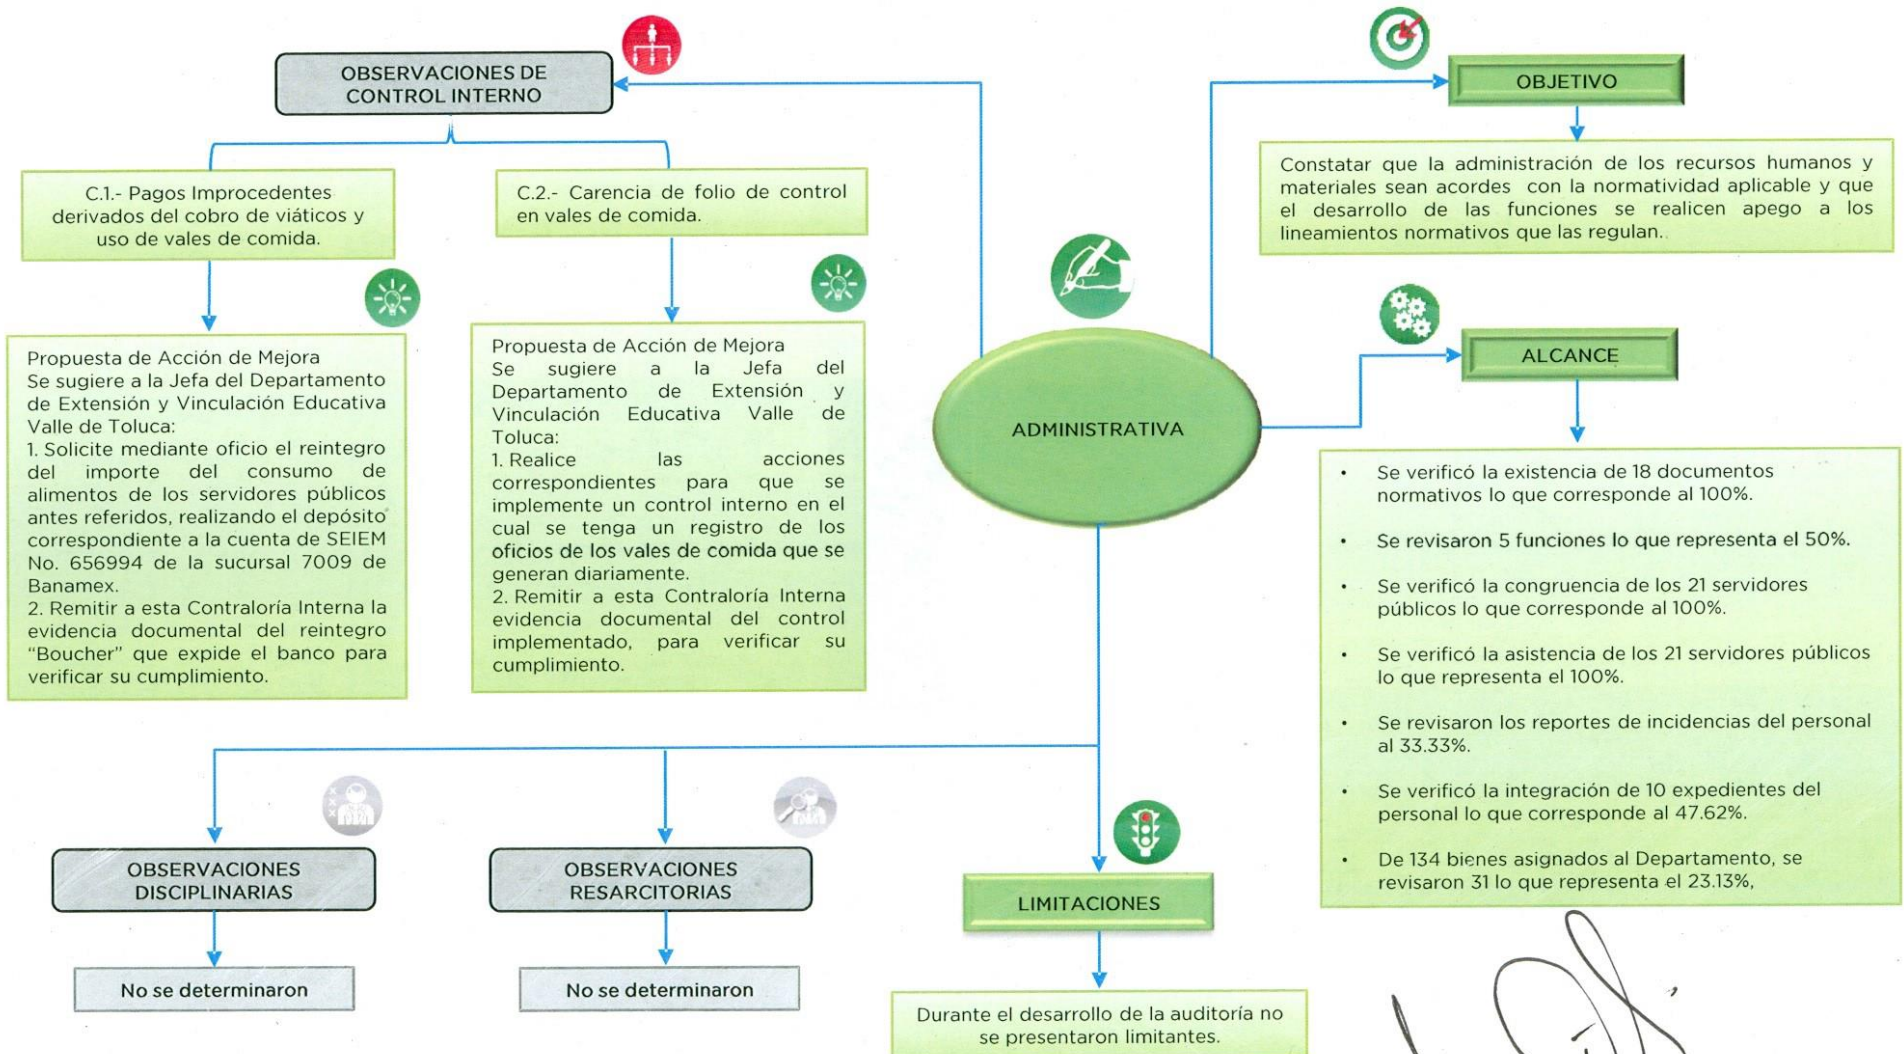 OBSERVACIONES DE
CONTROL INTERNO
C.1.- Pagos Improcedentes
derivados del cobro de viáticos y
uso de vales de comida.
C.2.- Carencia de folio de control
en vales de comida.
Propuesta de Acción de Mejora
Se sugiere a la Jefa del Departamento
de Extensión y Vinculación Educativa
Valle de Toluca:
1. Solicite mediante oficio el reintegro
del importe del consumo de
alimentos de los servidores públicos
antes referidos, realizando el depósito
correspondiente a la cuenta de SEIEM
No. 656994 de la sucursal 7009 de
Banamex.
2. Remitir a esta Contraloría Interna la
evidencia documental del reintegro
“Boucher” que expide el banco para
verificar su cumplimiento.
Propuesta de Acción de Mejora
Se sugiere a la Jefa del
Departamento de Extensión y
Vinculación Educativa Valle de
Toluca:
1. Realice las acciones
correspondientes para que se
implemente un control interno en el
cual se tenga un registro de los
oficios de los vales de comida que se
generan diariamente.
2. Remitir a esta Contraloría Interna
evidencia documental del control
implementado, para verificar su
cumplimiento.
ADMINISTRATIVA
OBJETIVO
Constatar que la administración de los recursos humanos y
materiales sean acordes con la normatividad aplicable y que
el desarrollo de las funciones se realicen apego a los
lineamientos normativos que las regulan..
ALCANCE
• Se verificó la existencia de 18 documentos
normativos lo que corresponde al 100%.
• Se revisaron 5 funciones lo que representa el 50%.
• Se verificó la congruencia de los 21 servidores
públicos lo que corresponde al 100%.
• Se verificó la asistencia de los 21 servidores públicos
lo que representa el 100%.
• Se revisaron los reportes de incidencias del personal
al 33.33%.
• Se verificó la integración de 10 expedientes del
personal lo que corresponde al 47.62%.
• De 134 bienes asignados al Departamento, se
revisaron 31 lo que representa el 23.13%,
OBSERVACIONES
DISCIPLINARIAS
No se determinaron
OBSERVACIONES
RESARCITORIAS
No se determinaron
LIMITACIONES
Durante el desarrollo de la auditoría no
se presentaron limitantes.